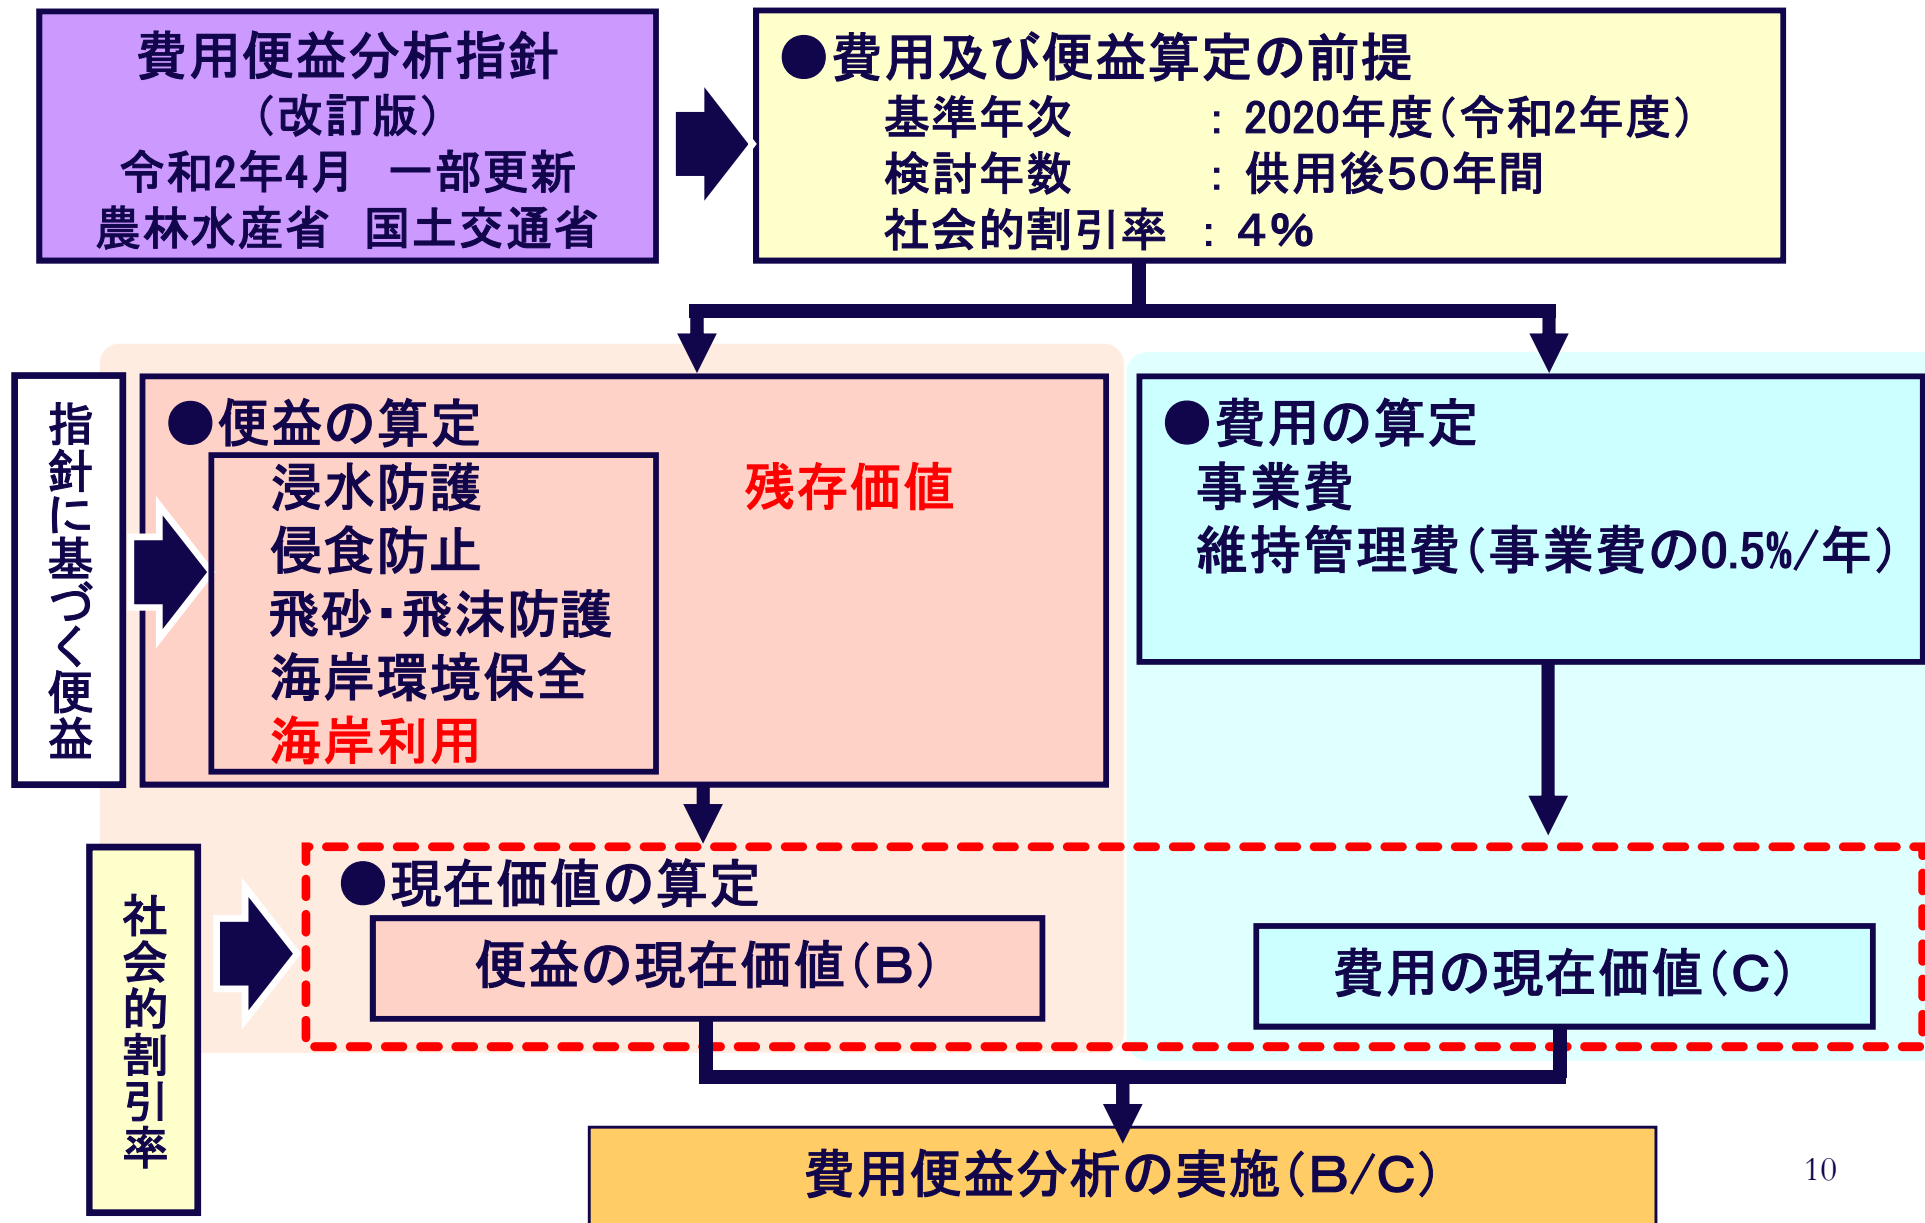 費用便益分析指針
（改訂版）
令和2年4月　一部更新
農林水産省　国土交通省
●費用及び便益算定の前提
基準年次　　　：2020年度（令和2年度）
検討年数　　　：供用後５０年間
社会的割引率　：４％
指針に基づく便益
●便益の算定
浸水防護
侵食防止
飛砂・飛沫防護
海岸環境保全
海岸利用
残存価値
●費用の算定
事業費
維持管理費（事業費の0.5%/年）
社会的割引率
●現在価値の算定
便益の現在価値（Ｂ）
費用の現在価値（Ｃ）
費用便益分析の実施（Ｂ/Ｃ）
10